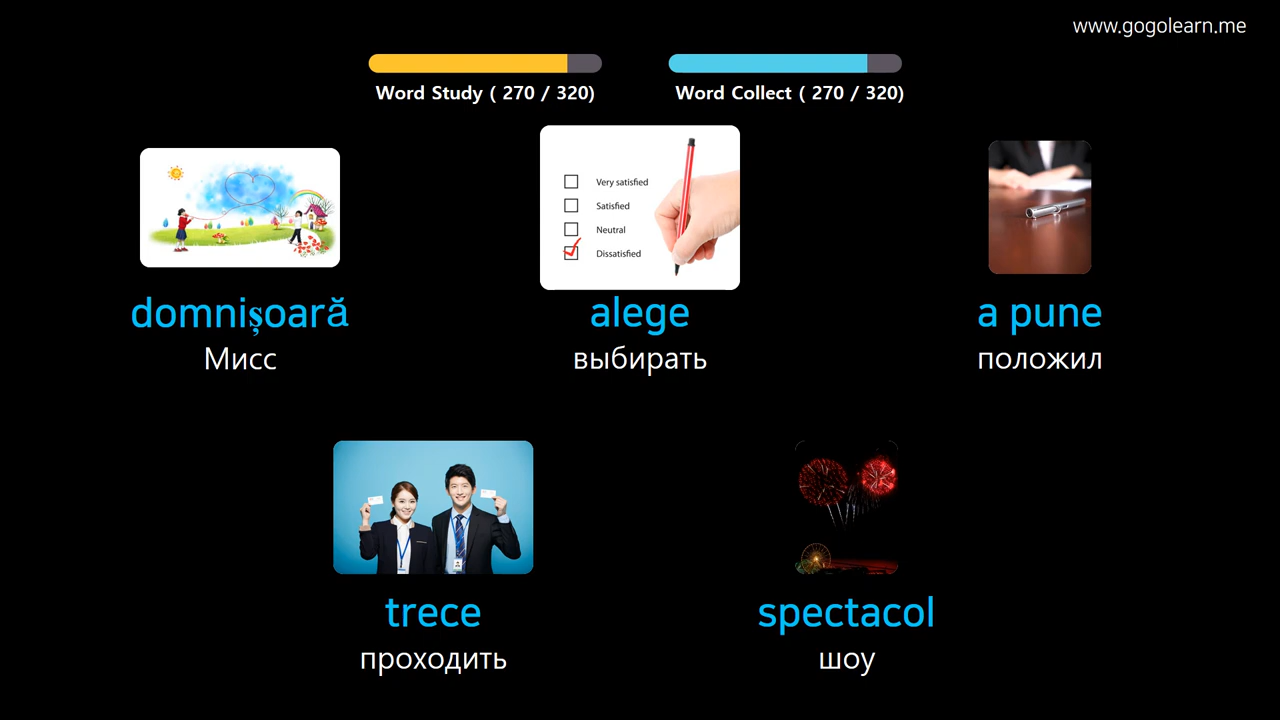 www.gogolearn.me
Word Study ( 270 / 320)
Word Collect ( 270 / 320)
Very satisfied
Satisfied
Neutral
Dissatisfied
domnișoară
alege
a pune
Мисс
выбирать
положил
trece
spectacol
проходить
шоу